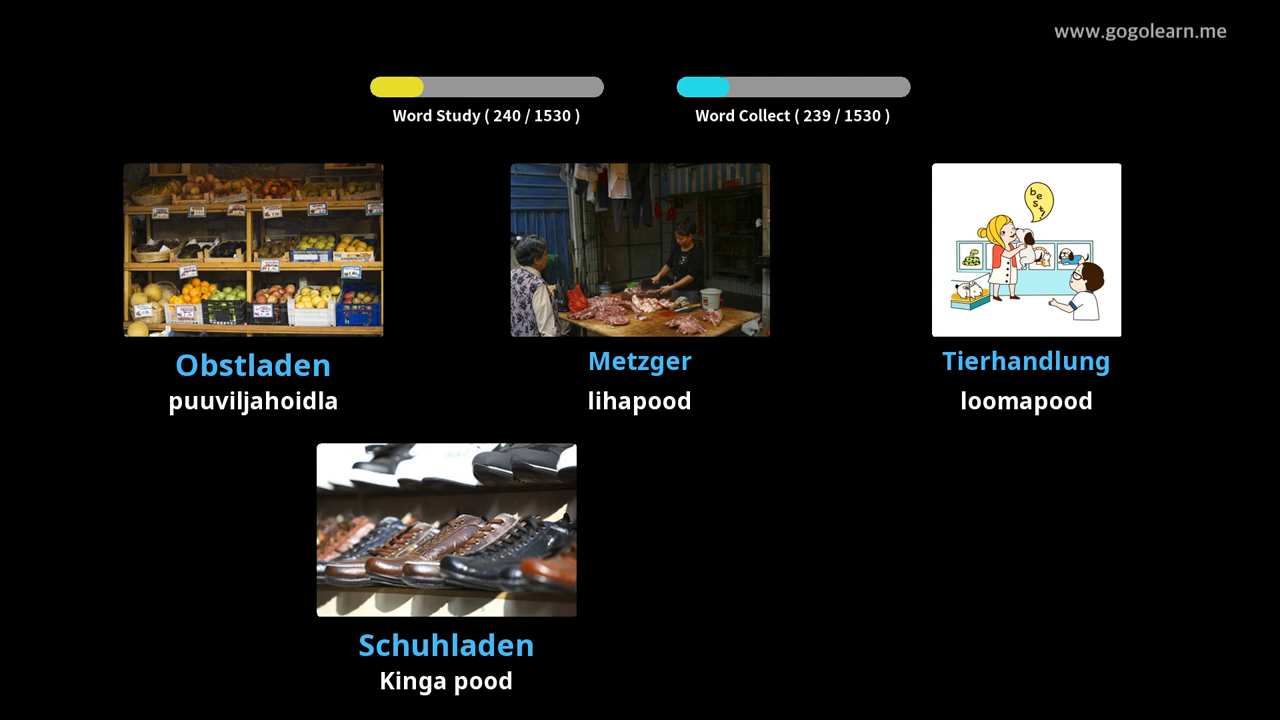 www.gogolearn.me
Word Study ( 240 / 1530 )
Word Collect ( 239 / 1530 )
best
Obstladen
puuviljahoidla
Metzger
lihapood
Tierhandlung
loomapood
Schuhladen
Kinga pood